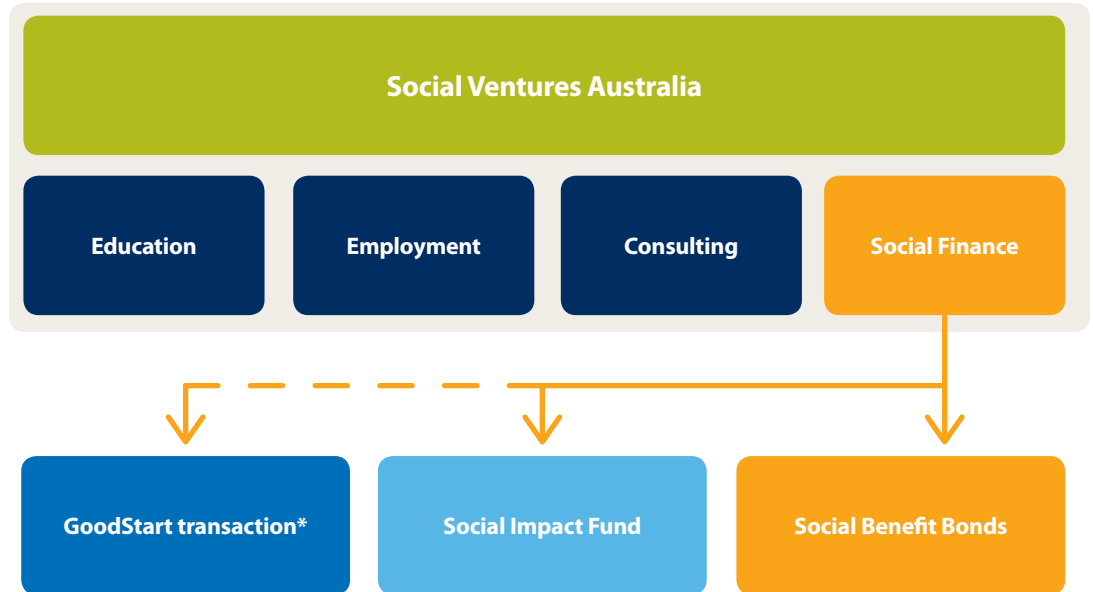 Social Ventures Australia
Education
Employment
Consulting
Social Finance
GoodStart transaction*
Social Impact Fund
Social Benefit Bonds